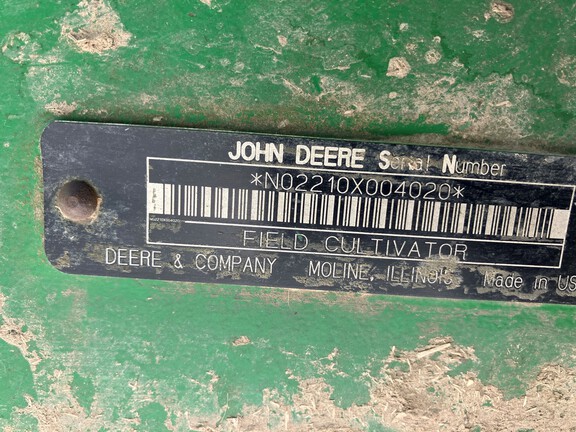 JOHN DEERE Serial Number
*N02210X004020*
FIELD CULTIVATOR
DEERE & COMPANY MOLINE, ILLINOIS Made in US